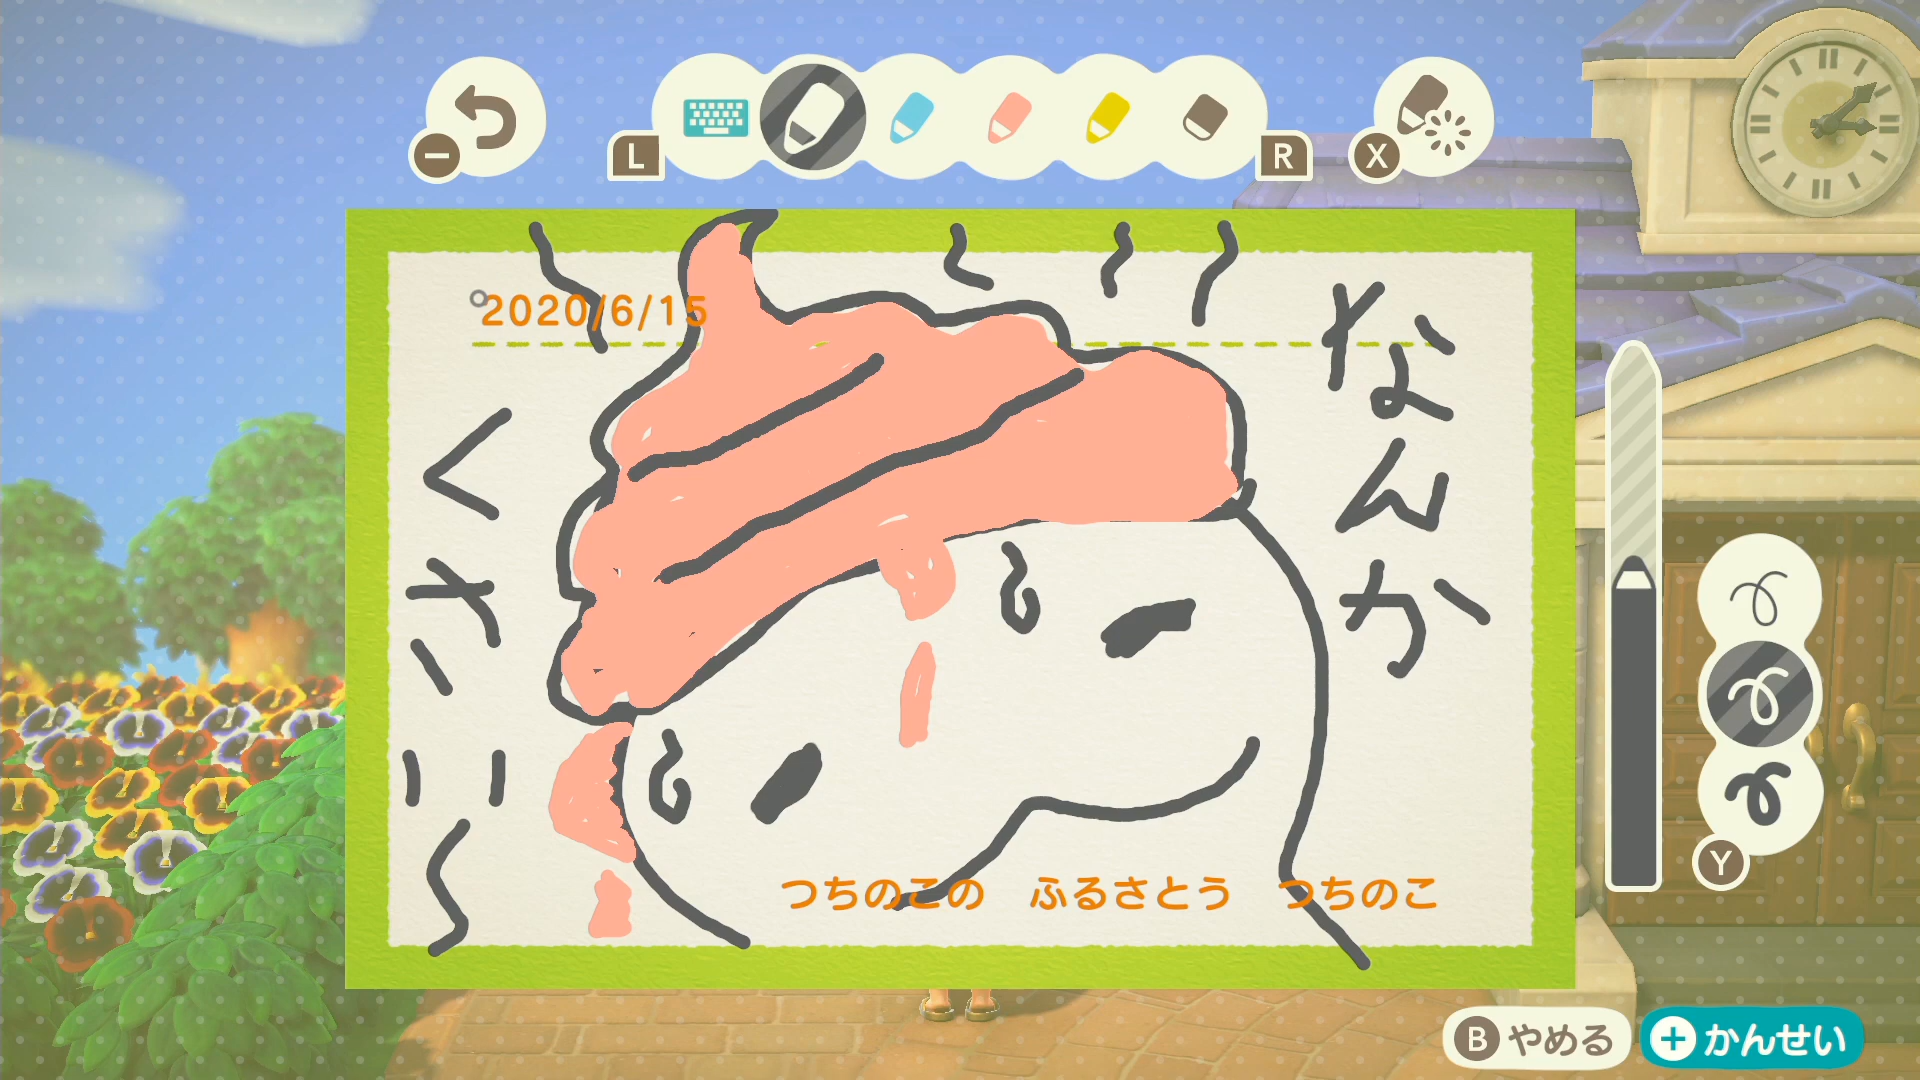 L
R
X
2020/6/15
なんか
くさい
つちのこの　ふるさとう　つちのこ
Y
B やめる
+ かんせい